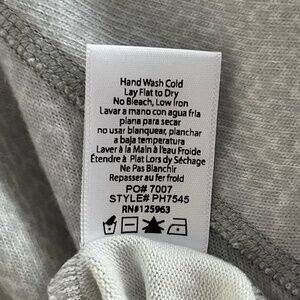 Hand Wash Cold
Lay Flat to Dry
No Bleach, Low Iron
Lavar a mano con agua fria
plana para secar
no usar blanquear, planchar
a baja temperatura
Laver à la Main à l'eau Froide
Étendre à Plat Lors dy Séchage
Ne Pas Blanchir
Repasser au fer froid
PO# 7007
STYLE# PH7545
RN#125963